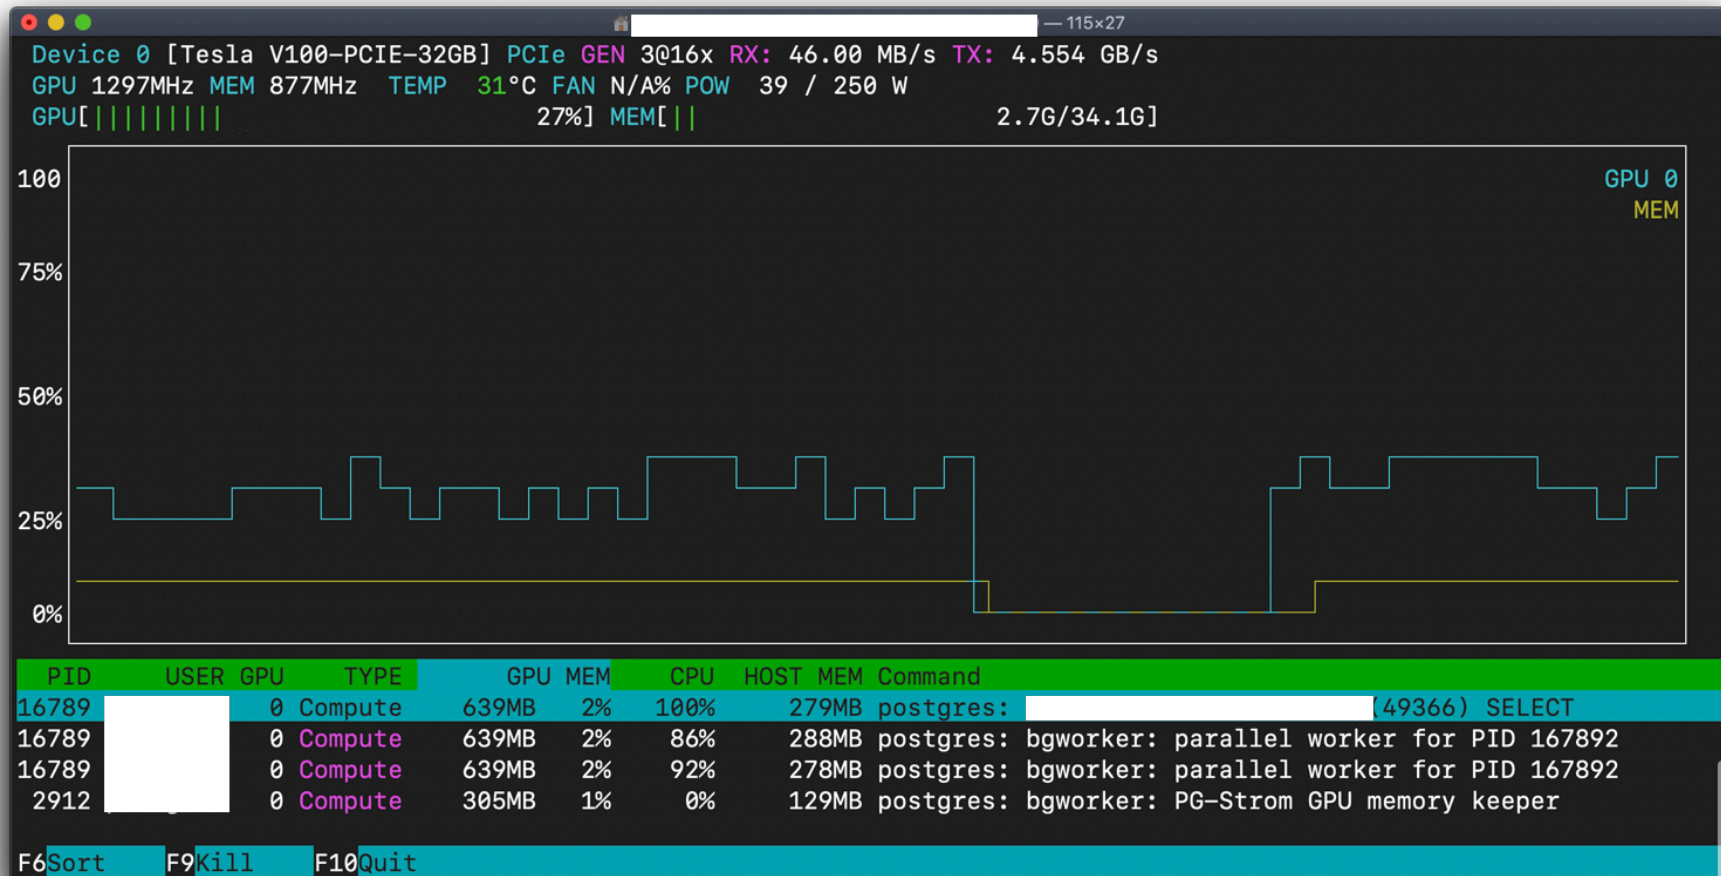 — 115×27
Device 0 [Tesla V100-PCIE-32GB] PCIe GEN 3@16x RX: 46.00 MB/s TX: 4.554 GB/s
GPU 1297MHz MEM 877MHz TEMP 31°C FAN N/A% POW 39 / 250 W
GPU[||||||||| 27%] MEM[|| 2.7G/34.1G]
100
GPU 0
MEM
75%
50%
25%
0%
PID USER GPU TYPE GPU MEM CPU HOST MEM Command
16789 0 Compute 639MB 2% 100% 279MB postgres: (49366) SELECT
16789 0 Compute 639MB 2% 86% 288MB postgres: bgworker: parallel worker for PID 167892
16789 0 Compute 639MB 2% 92% 278MB postgres: bgworker: parallel worker for PID 167892
2912 0 Compute 305MB 1% 0% 129MB postgres: bgworker: PG-Strom GPU memory keeper
F6Sort F9Kill F10Quit